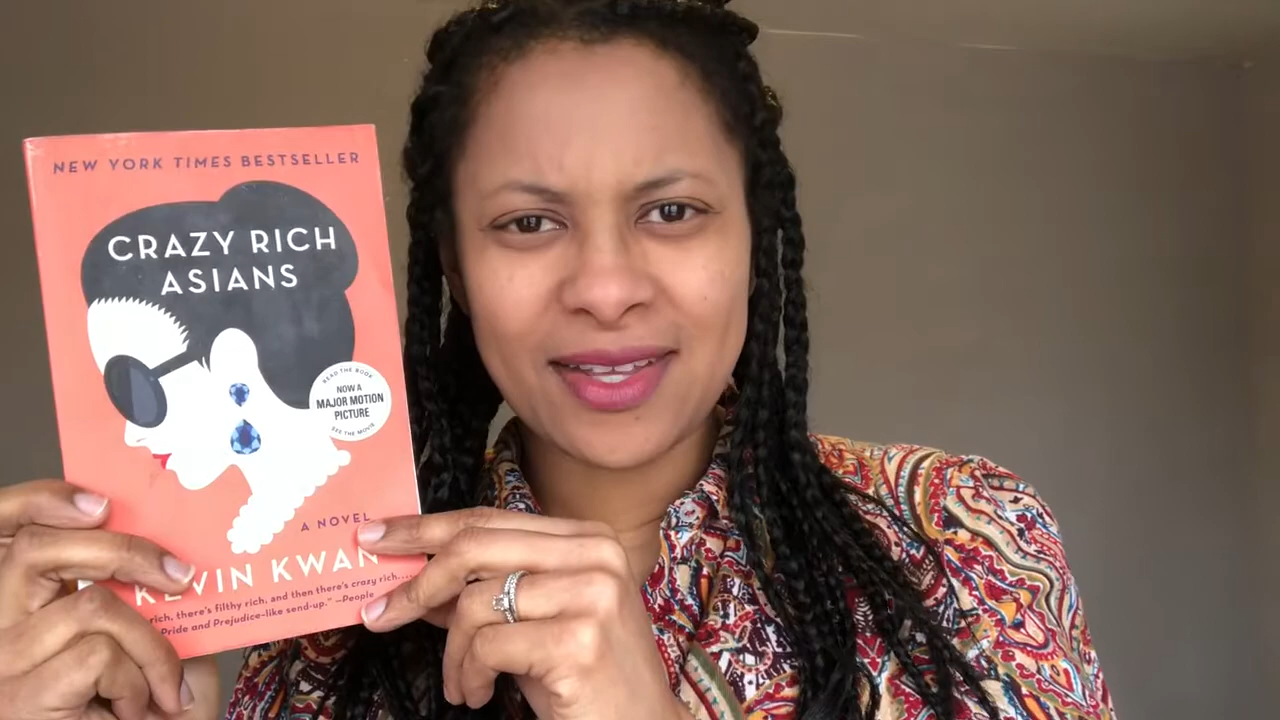 NEW YORK TIMES BESTSELLER
CRAZY RICH
ASIANS
READ THE BOOK
NOW A
MAJOR MOTION
PICTURE
SEE THE MOVIE
A NOVEL
KEVIN KWAN
rich, there's filthy rich, and then there's crazy rich....
Pride and Prejudice-like send-up." —People